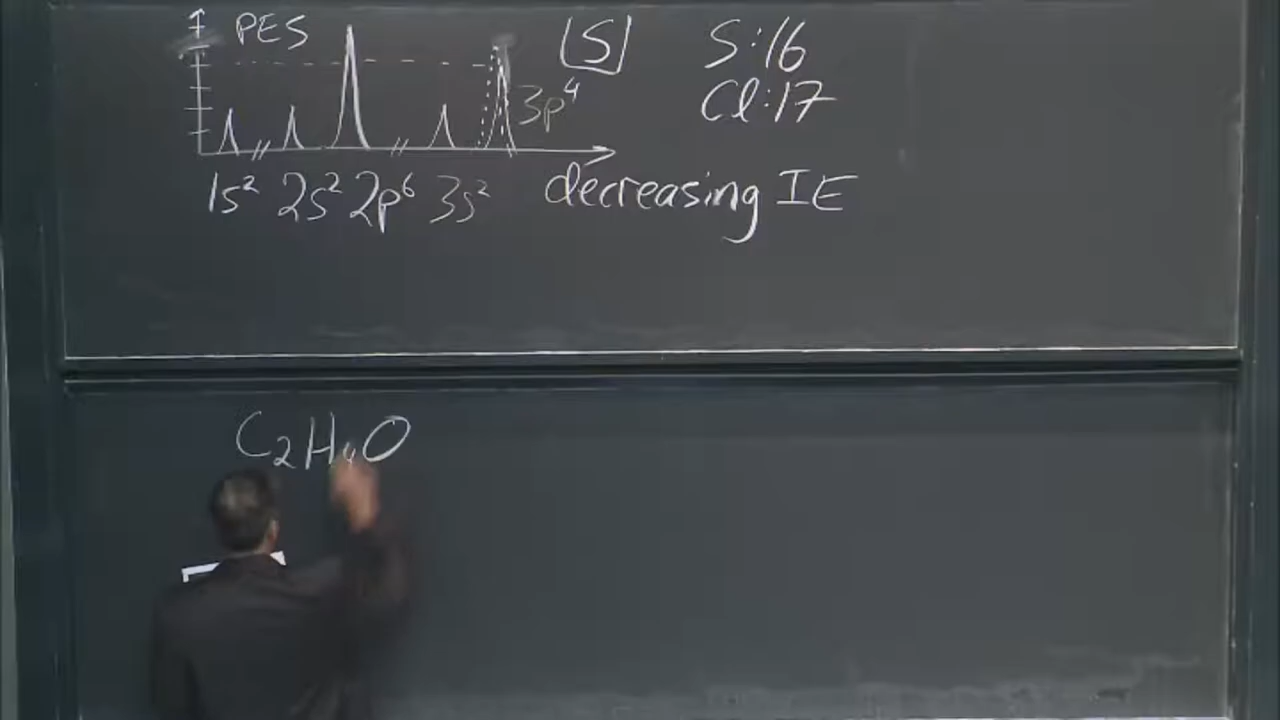 PES
[S]
S:16
Cl:17
3p⁴
1s² 2s² 2p⁶ 3s²
decreasing IE
C₂H₄O